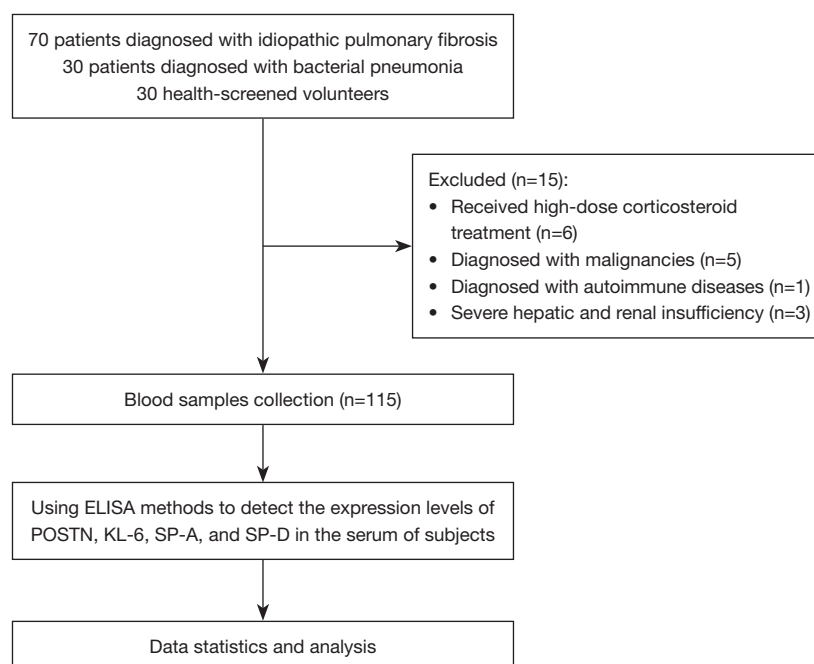 70 patients diagnosed with idiopathic pulmonary fibrosis
30 patients diagnosed with bacterial pneumonia
30 health-screened volunteers
Excluded (n=15):
• Received high-dose corticosteroid
treatment (n=6)
• Diagnosed with malignancies (n=5)
• Diagnosed with autoimmune diseases (n=1)
• Severe hepatic and renal insufficiency (n=3)
Blood samples collection (n=115)
Using ELISA methods to detect the expression levels of
POSTN, KL-6, SP-A, and SP-D in the serum of subjects
Data statistics and analysis